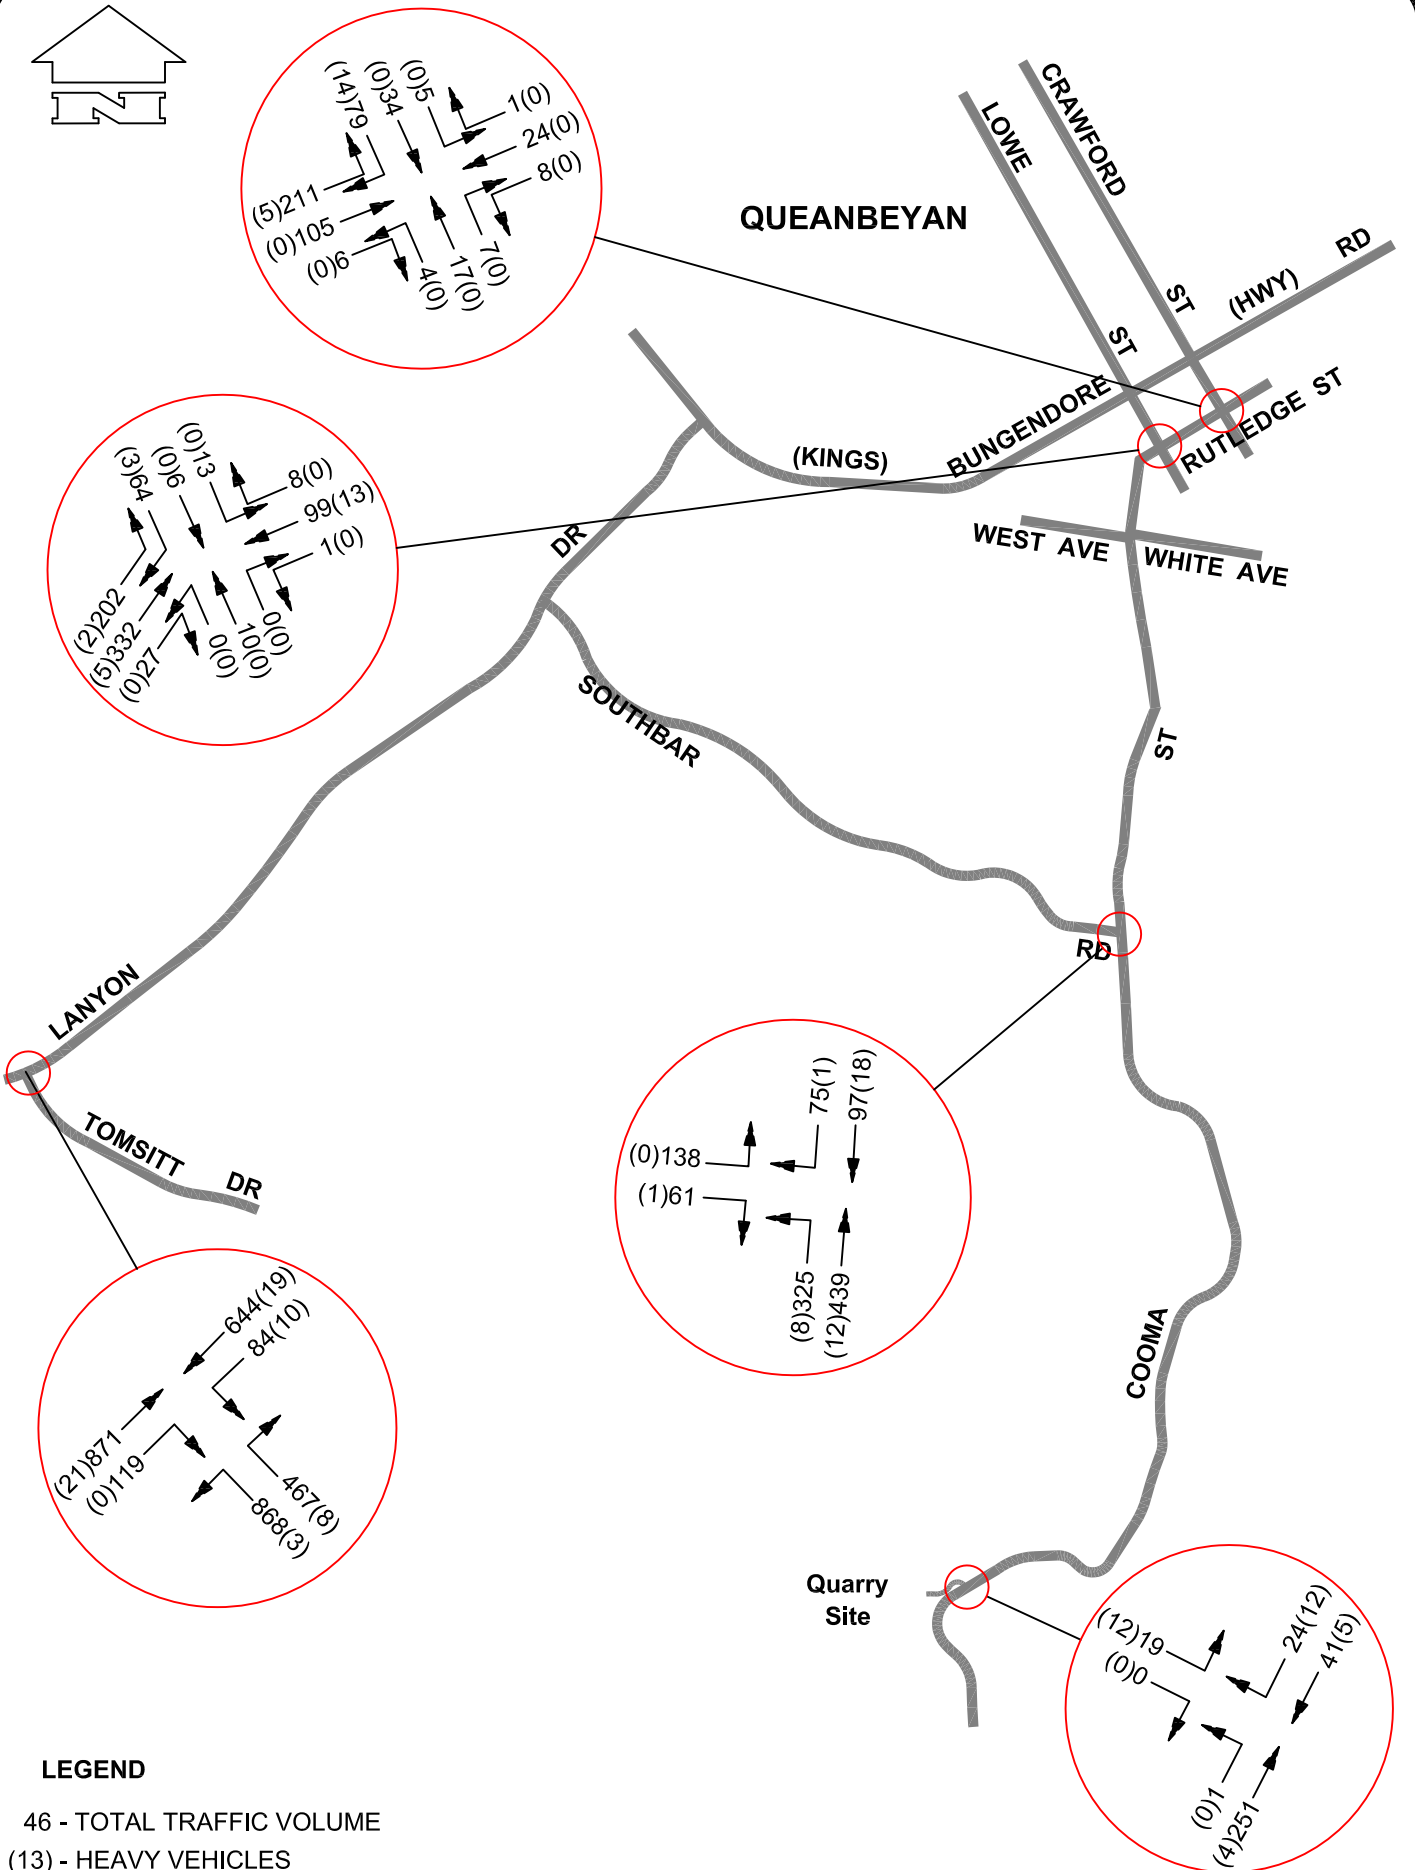 N
(14)79
(0)34
(0)5
1(0)
24(0)
8(0)
(5)211
(0)105
(0)6
4(0)
17(0)
7(0)
QUEANBEYAN
LOWE
ST
CRAWFORD
ST
(KINGS)
BUNGENDORE
(HWY)
RD
RUTLEDGE ST
WEST AVE
WHITE AVE
(3)64
(0)6
(0)13
8(0)
99(13)
1(0)
(2)202
(5)332
(0)27
0(0)
10(0)
0(0)
DR
SOUTHBAR
RD
ST
LANYON
TOMSITT
DR
75(1)
97(18)
(0)138
(1)61
(8)325
(12)439
644(19)
84(10)
(21)871
(0)119
467(8)
868(3)
COOMA
Quarry
Site
(12)19
(0)0
24(12)
41(5)
(0)1
(4)251
LEGEND
46 - TOTAL TRAFFIC VOLUME
(13) - HEAVY VEHICLES